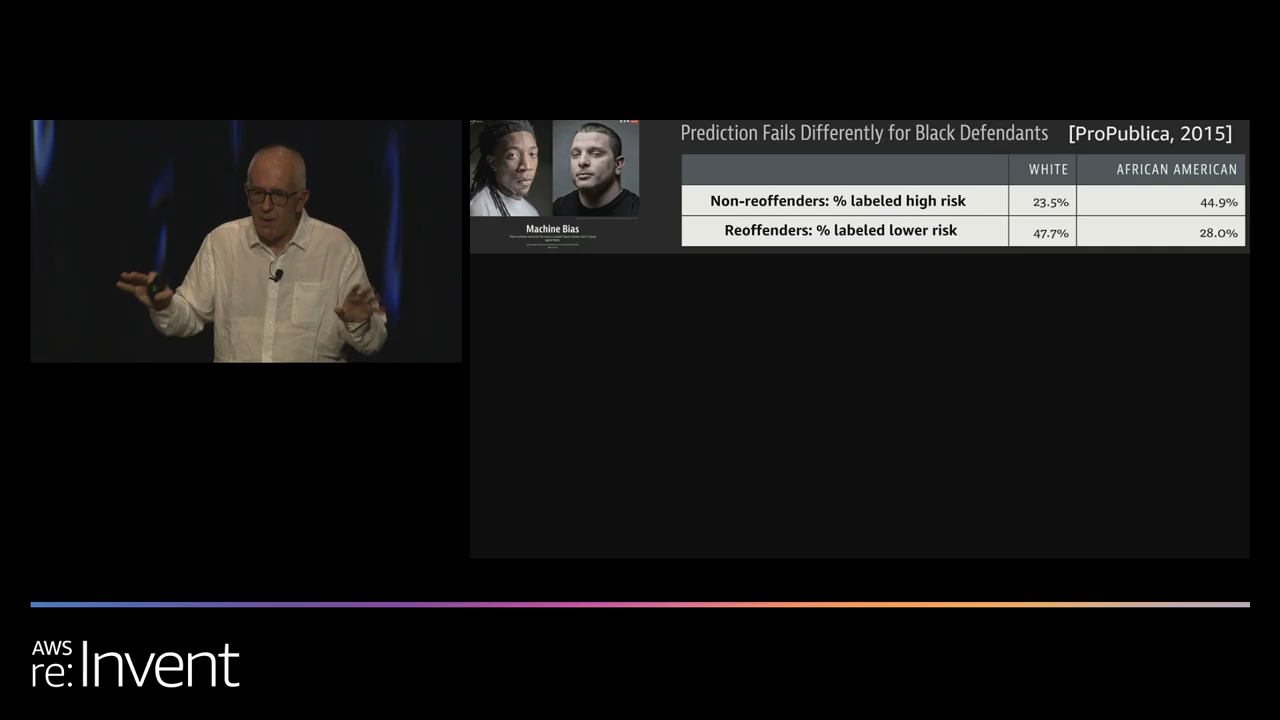 Prediction Fails Differently for Black Defendants [ProPublica, 2015]
WHITE AFRICAN AMERICAN
Non-reoffenders: % labeled high risk 23.5% 44.9%
Reoffenders: % labeled lower risk 47.7% 28.0%
Machine Bias
AWS
re:Invent